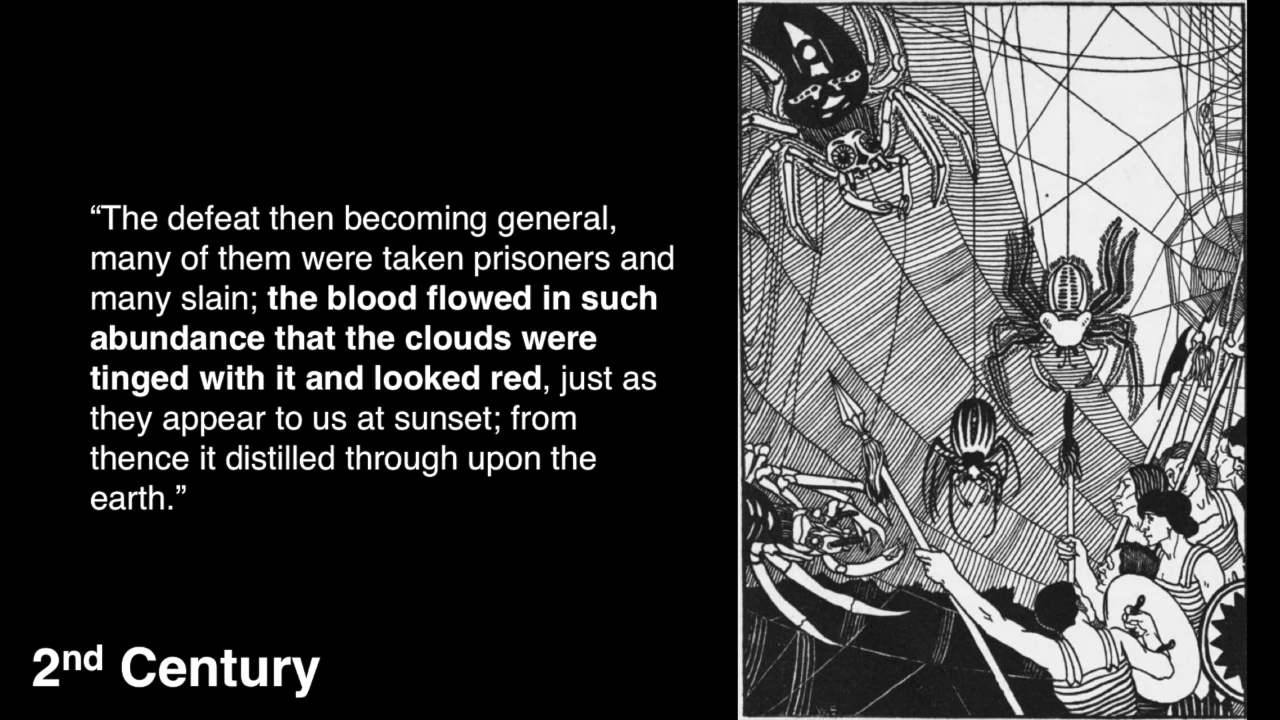 “The defeat then becoming general,
many of them were taken prisoners and
many slain; the blood flowed in such
abundance that the clouds were
tinged with it and looked red, just as
they appear to us at sunset; from
thence it distilled through upon the
earth.”
2nd Century